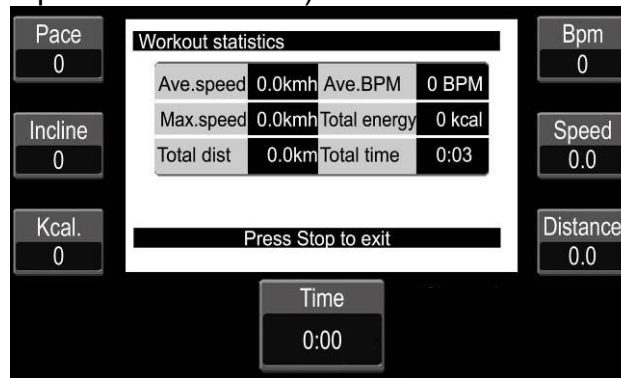 Pace
0
Workout statistics
Bpm
0
Ave.speed 0.0kmh Ave.BPM 0 BPM
Max.speed 0.0kmh Total energy 0 kcal
Total dist 0.0km Total time 0:03
Incline
0
Speed
0.0
Kcal.
0
Press Stop to exit
Distance
0.0
Time
0:00